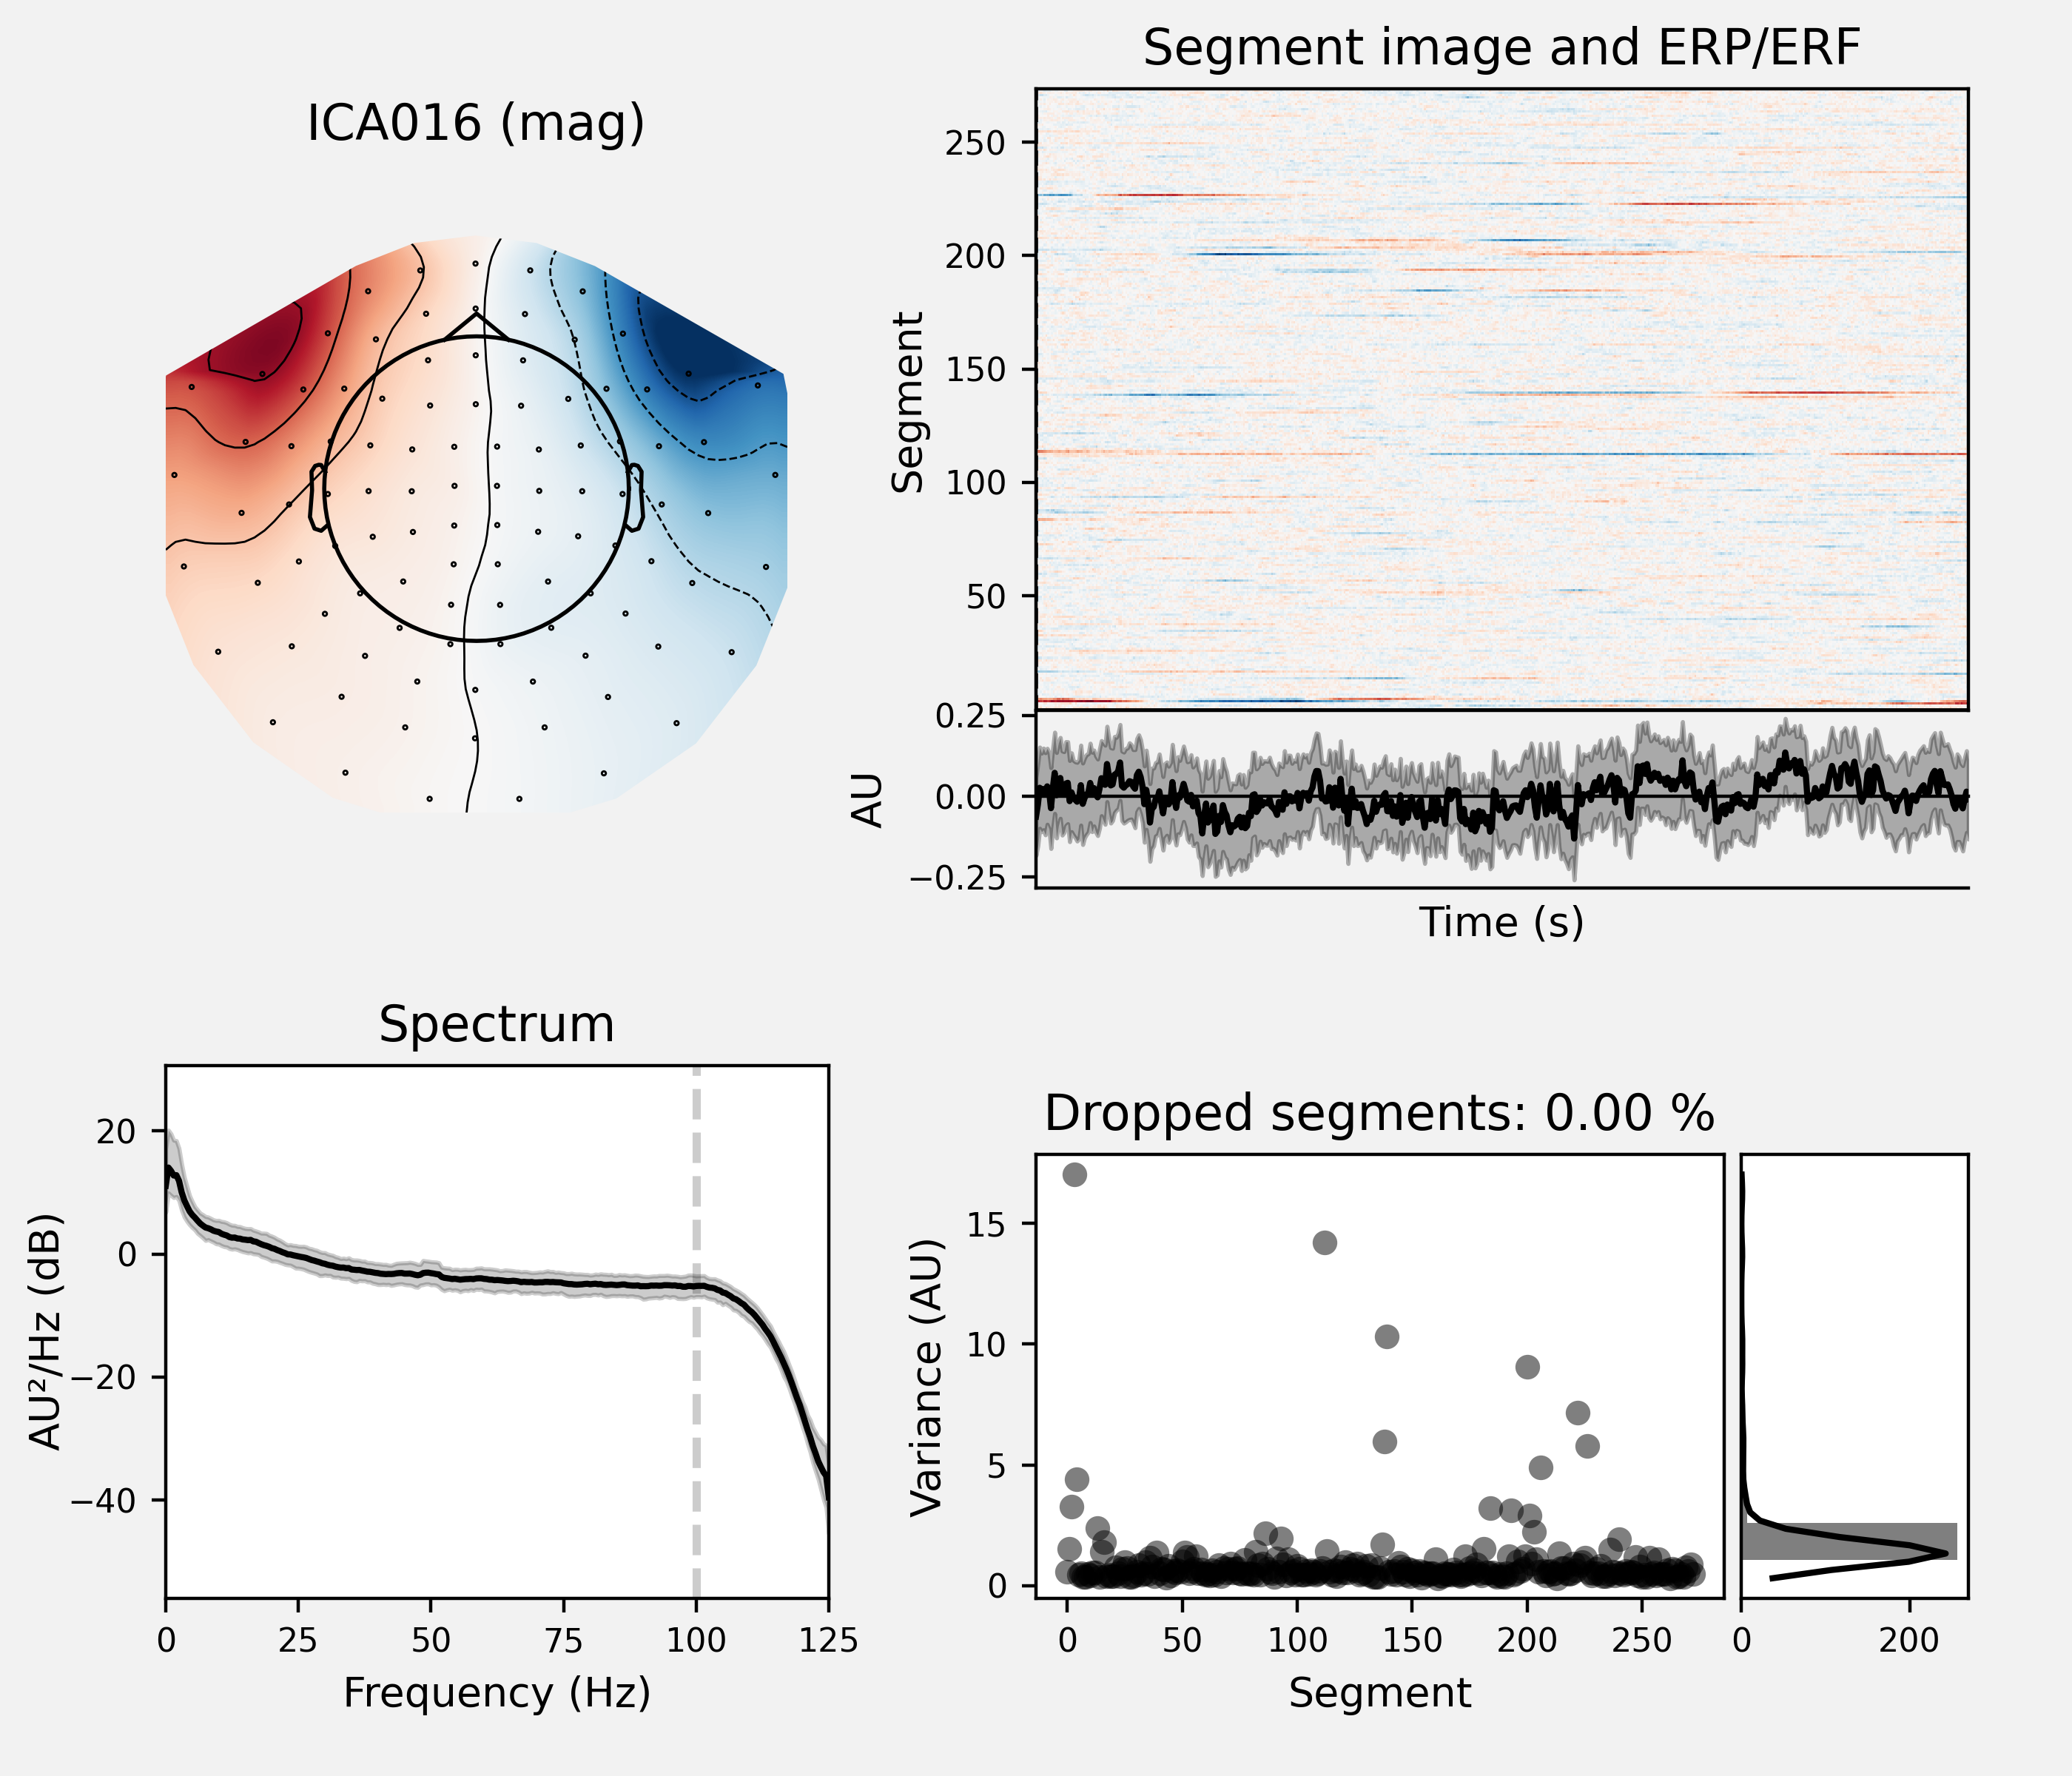 ICA016 (mag)
Segment image and ERP/ERF
Segment
250
200
150
100
50
AU
0.25
0.00
−0.25
Time (s)
Spectrum
AU²/Hz (dB)
20
0
−20
−40
0 25 50 75 100 125
Frequency (Hz)
Dropped segments: 0.00 %
Variance (AU)
15
10
5
0
0 50 100 150 200 250
Segment
0 200